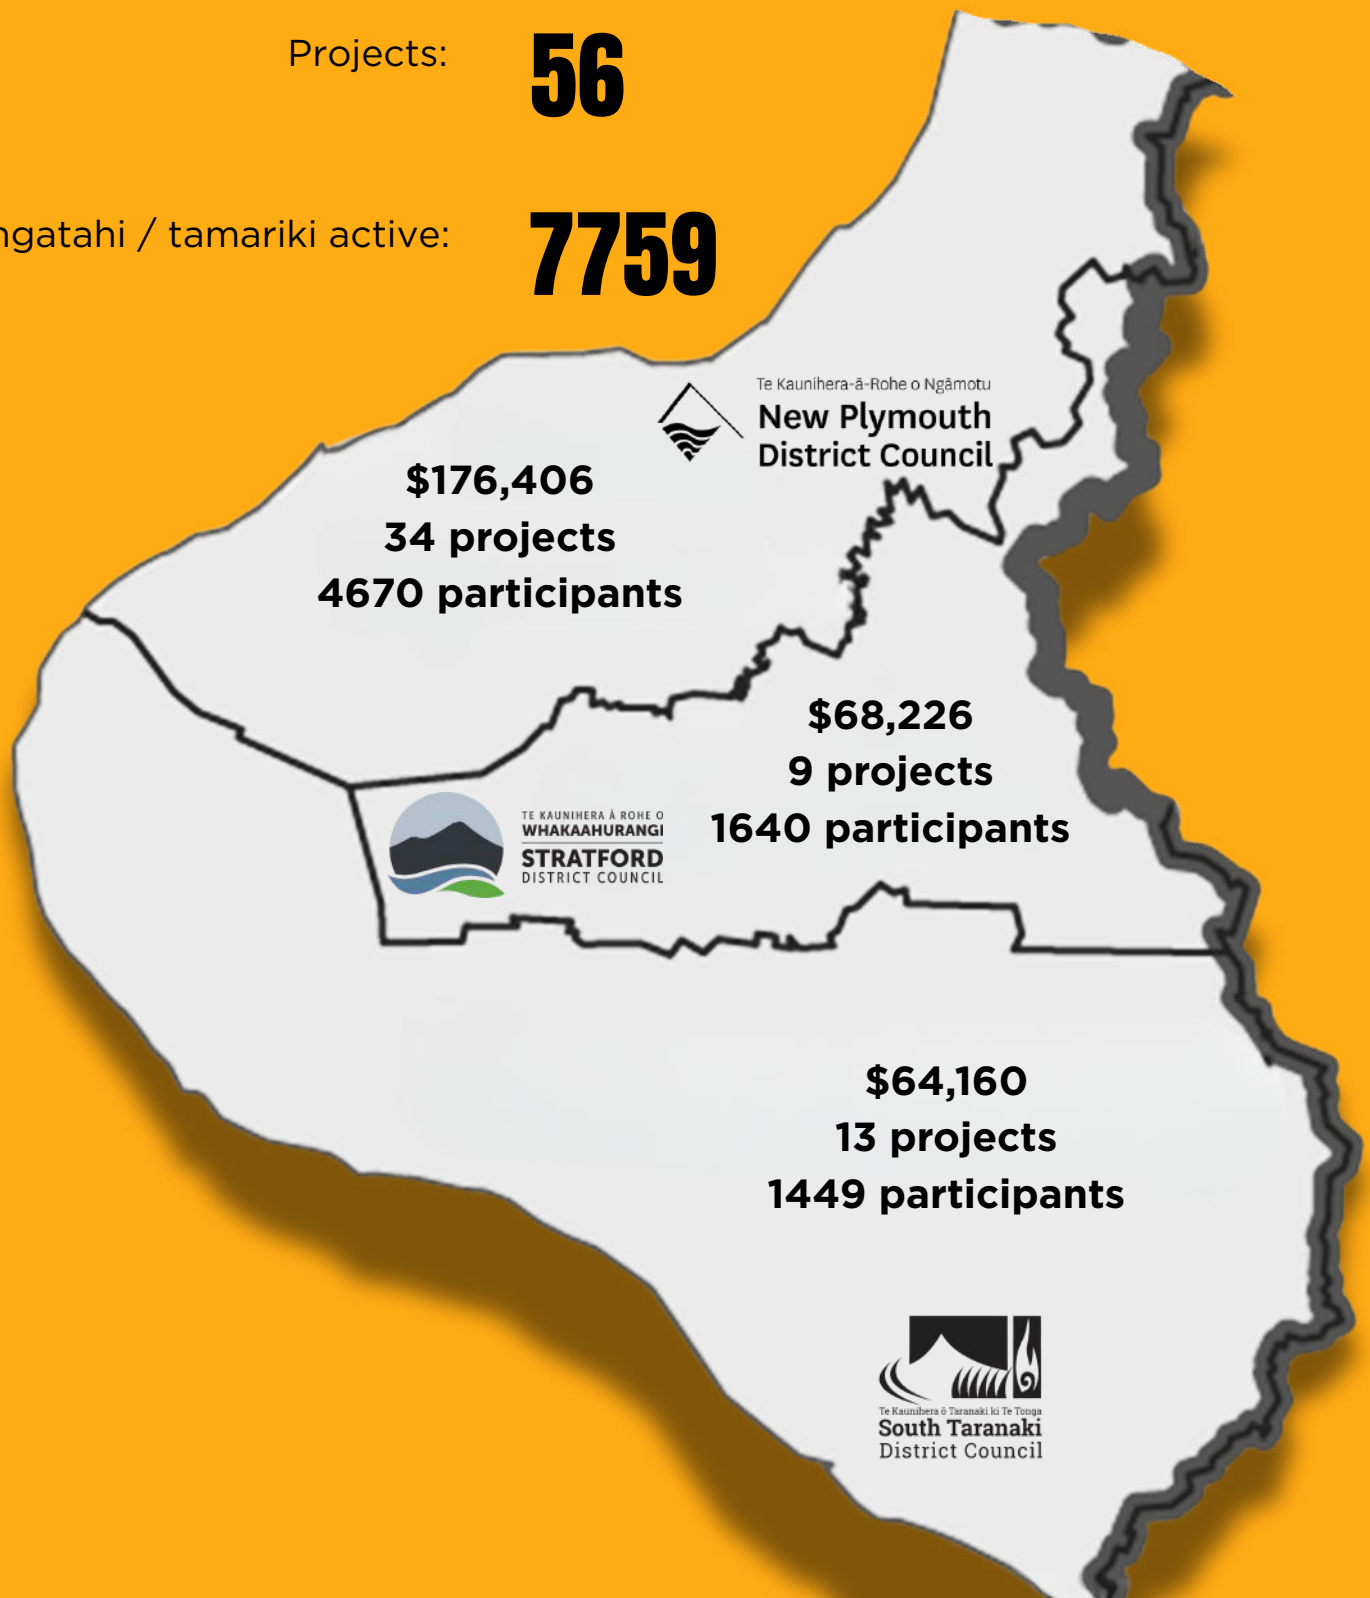 Projects: 56
ngatahi / tamariki active: 7759
Te Kaunihera-ā-Rohe o Ngāmotu
New Plymouth
District Council
$176,406
34 projects
4670 participants
$68,226
9 projects
1640 participants
TE KAUNIHERA Ā ROHE O
WHAKAAHURANGI
STRATFORD
DISTRICT COUNCIL
$64,160
13 projects
1449 participants
Te Kaunihera ō Taranaki ki Te Tonga
South Taranaki
District Council